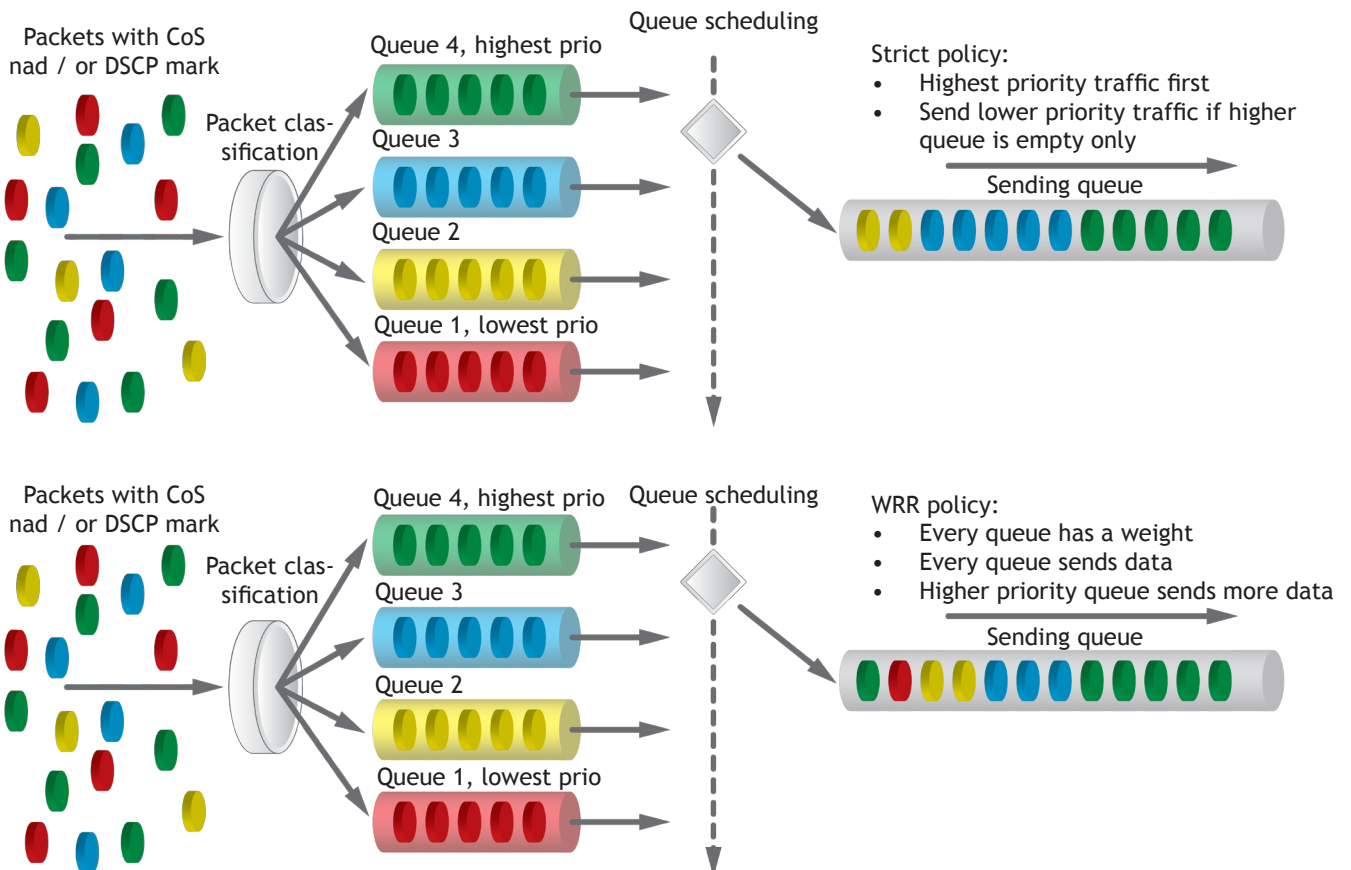 Packets with CoS
nad / or DSCP mark
Packet clas-
sification
Queue 4, highest prio
Queue 3
Queue 2
Queue 1, lowest prio
Queue scheduling
Strict policy:
• Highest priority traffic first
• Send lower priority traffic if higher
queue is empty only
Sending queue
Packets with CoS
nad / or DSCP mark
Packet clas-
sification
Queue 4, highest prio
Queue 3
Queue 2
Queue 1, lowest prio
Queue scheduling
WRR policy:
• Every queue has a weight
• Every queue sends data
• Higher priority queue sends more data
Sending queue